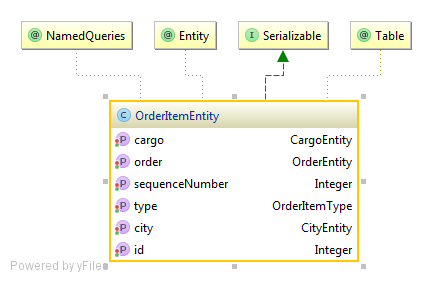 @ NamedQueries
@ Entity
I Serializable
@ Table
C OrderItemEntity
P cargo CargoEntity
P order OrderEntity
P sequenceNumber Integer
P type OrderItemType
P city CityEntity
P id Integer
Powered by yFiles